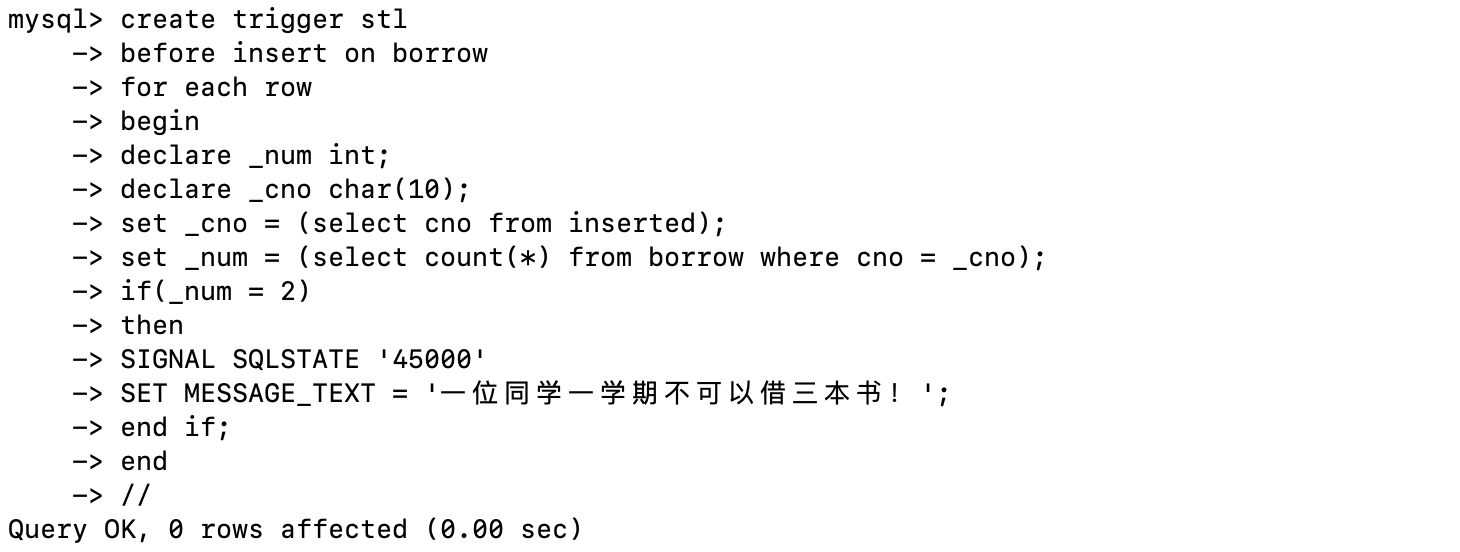 mysql> create trigger stl
    -> before insert on borrow
    -> for each row
    -> begin
    -> declare _num int;
    -> declare _cno char(10);
    -> set _cno = (select cno from inserted);
    -> set _num = (select count(*) from borrow where cno = _cno);
    -> if(_num = 2)
    -> then
    -> SIGNAL SQLSTATE '45000'
    -> SET MESSAGE_TEXT = '一位同学一学期不可以借三本书！';
    -> end if;
    -> end
    -> //
Query OK, 0 rows affected (0.00 sec)